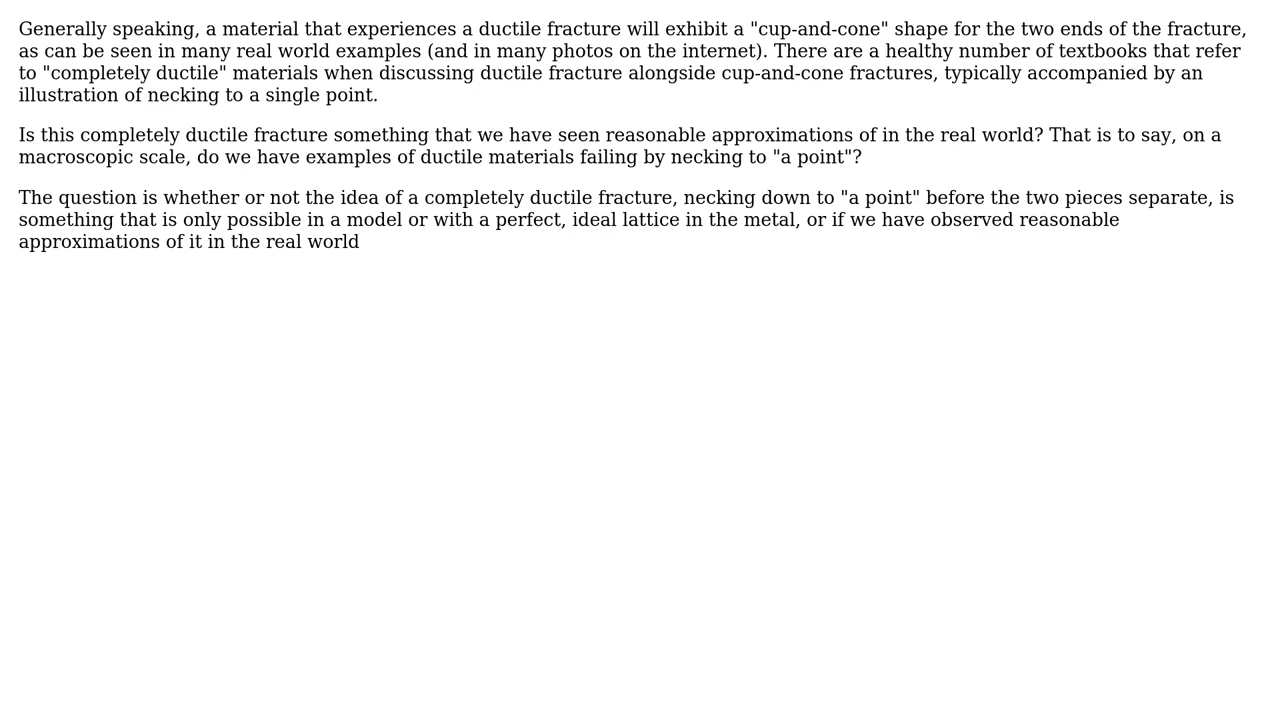 Generally speaking, a material that experiences a ductile fracture will exhibit a "cup-and-cone" shape for the two ends of the fracture,
as can be seen in many real world examples (and in many photos on the internet). There are a healthy number of textbooks that refer
to "completely ductile" materials when discussing ductile fracture alongside cup-and-cone fractures, typically accompanied by an
illustration of necking to a single point.
Is this completely ductile fracture something that we have seen reasonable approximations of in the real world? That is to say, on a
macroscopic scale, do we have examples of ductile materials failing by necking to "a point"?
The question is whether or not the idea of a completely ductile fracture, necking down to "a point" before the two pieces separate, is
something that is only possible in a model or with a perfect, ideal lattice in the metal, or if we have observed reasonable
approximations of it in the real world